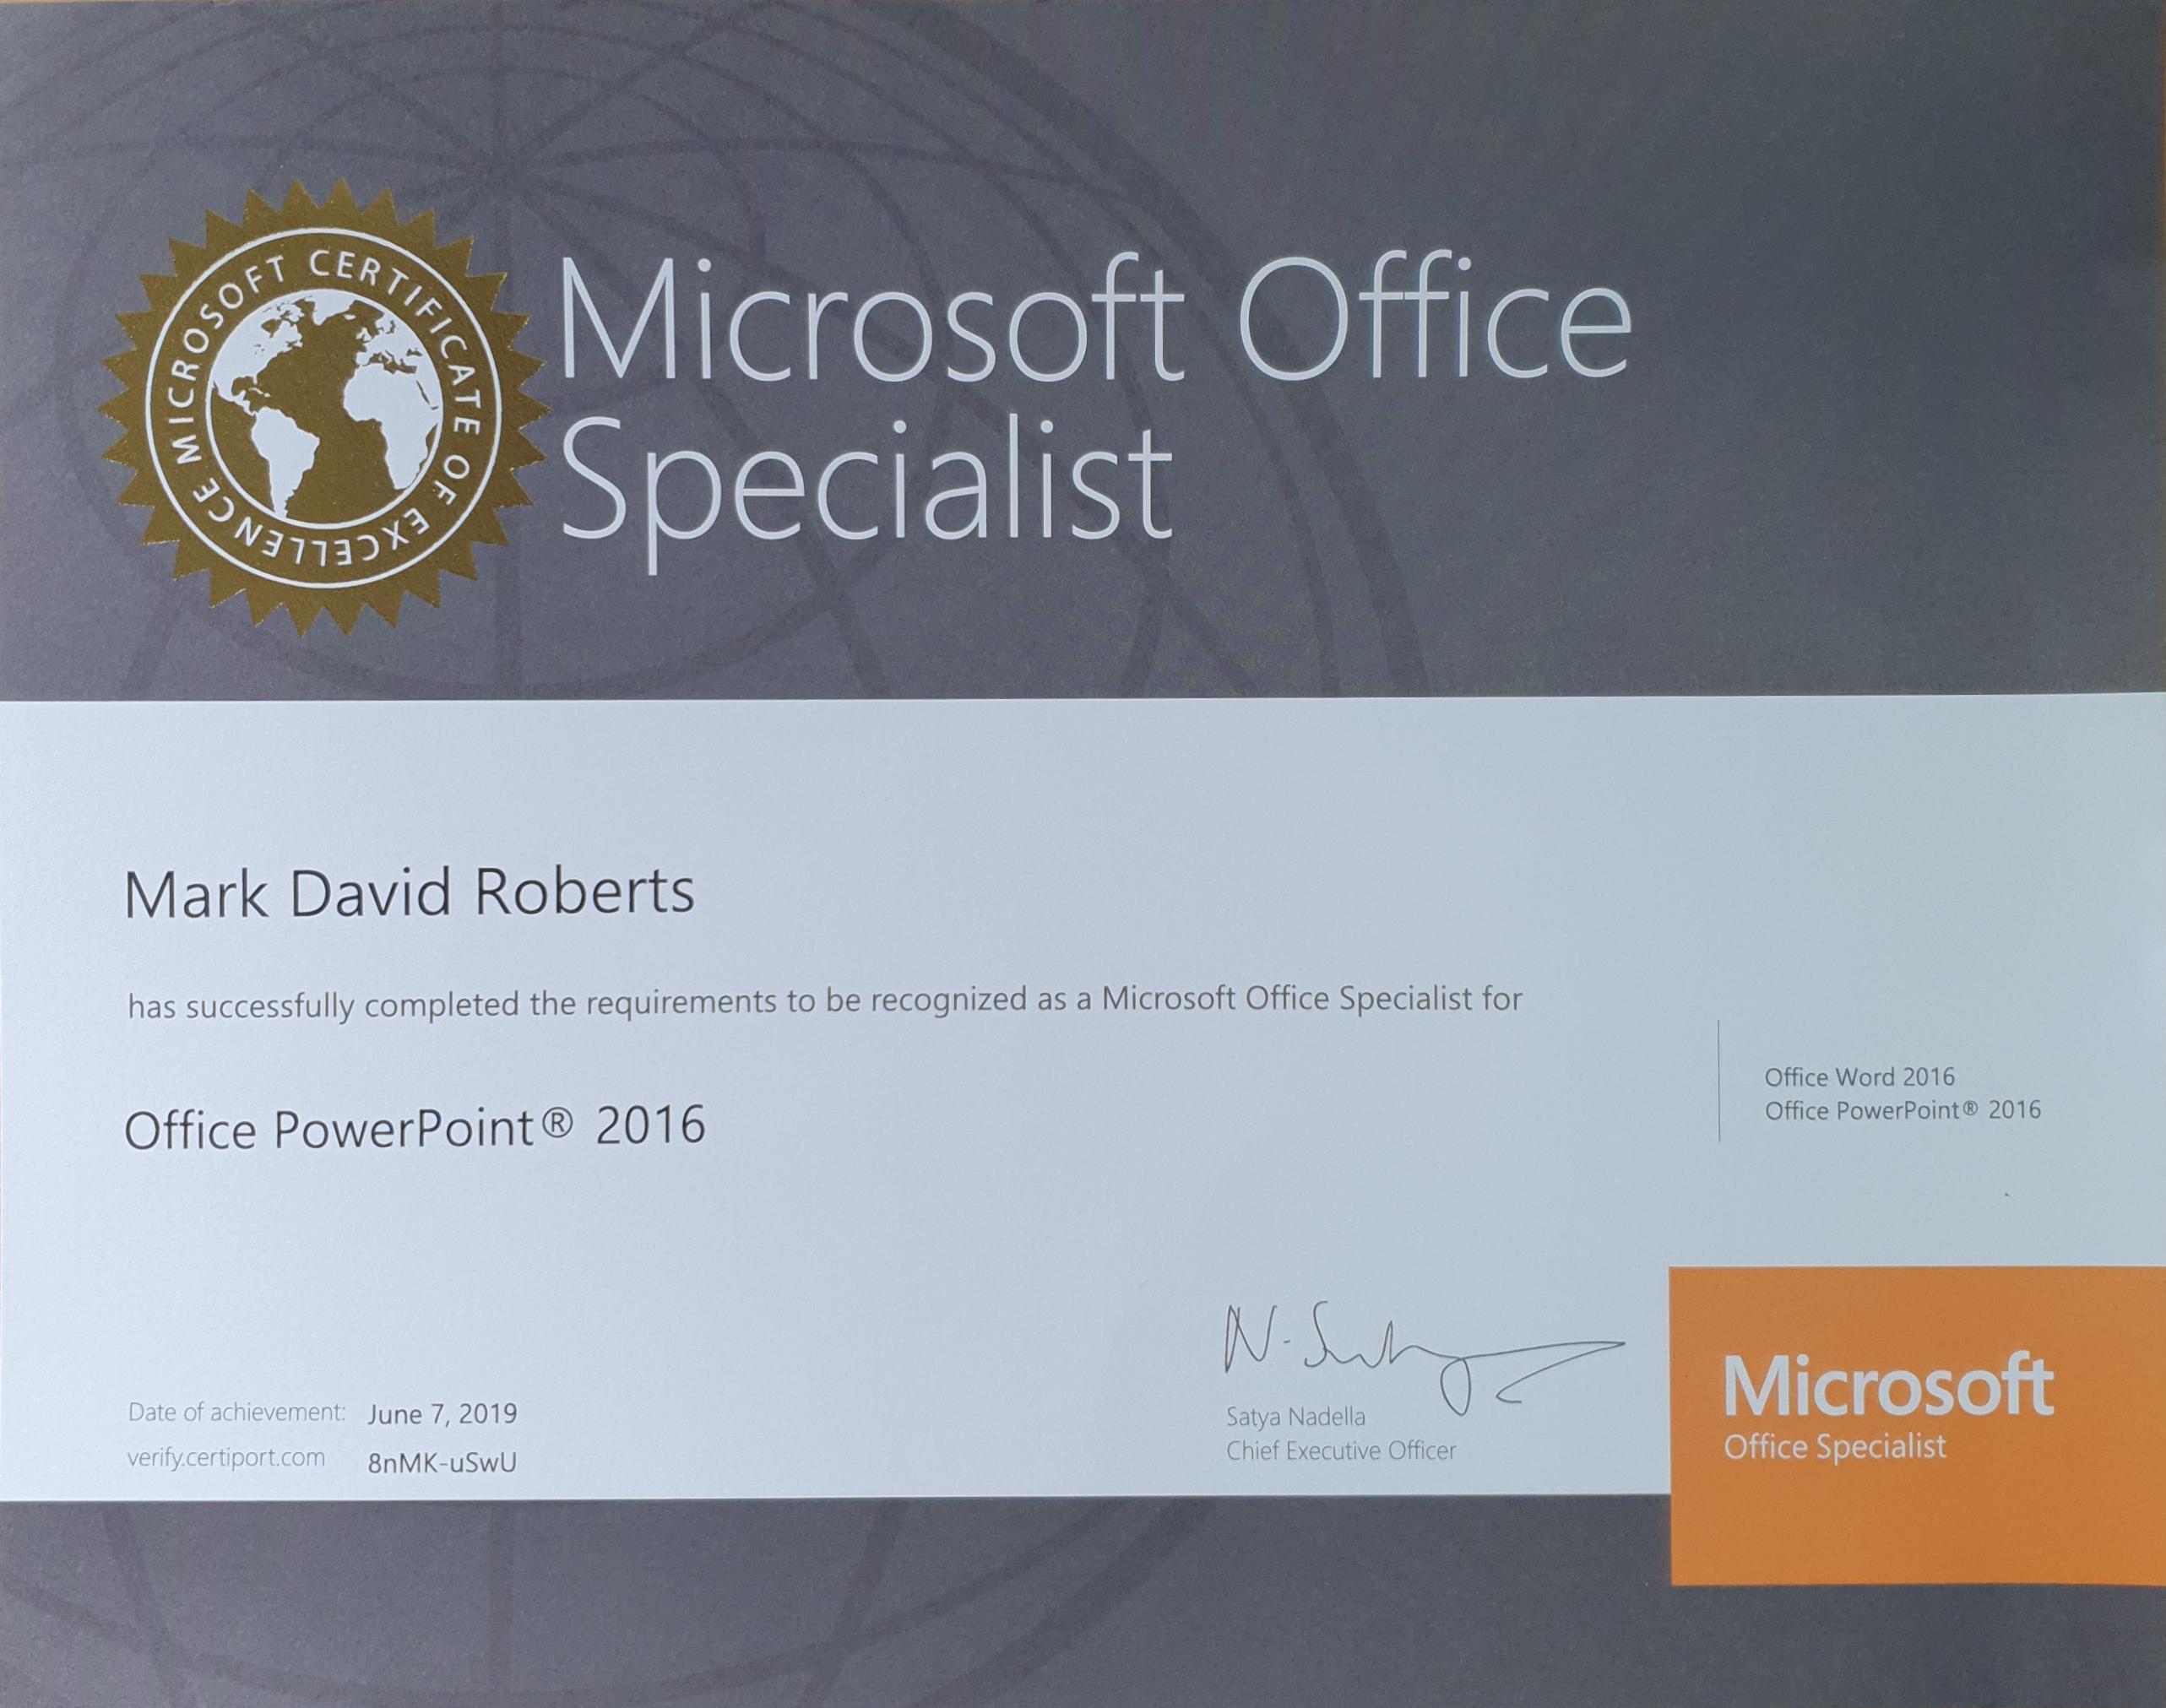 MICROSOFT CERTIFICATE OF EXCELLENCE
Microsoft Office
Specialist
Mark David Roberts
has successfully completed the requirements to be recognized as a Microsoft Office Specialist for
Office Word 2016
Office PowerPoint® 2016
Office PowerPoint® 2016
Satya Nadella
Chief Executive Officer
Date of achievement: June 7, 2019
verify.certiport.com 8nMK-uSwU
Microsoft
Office Specialist